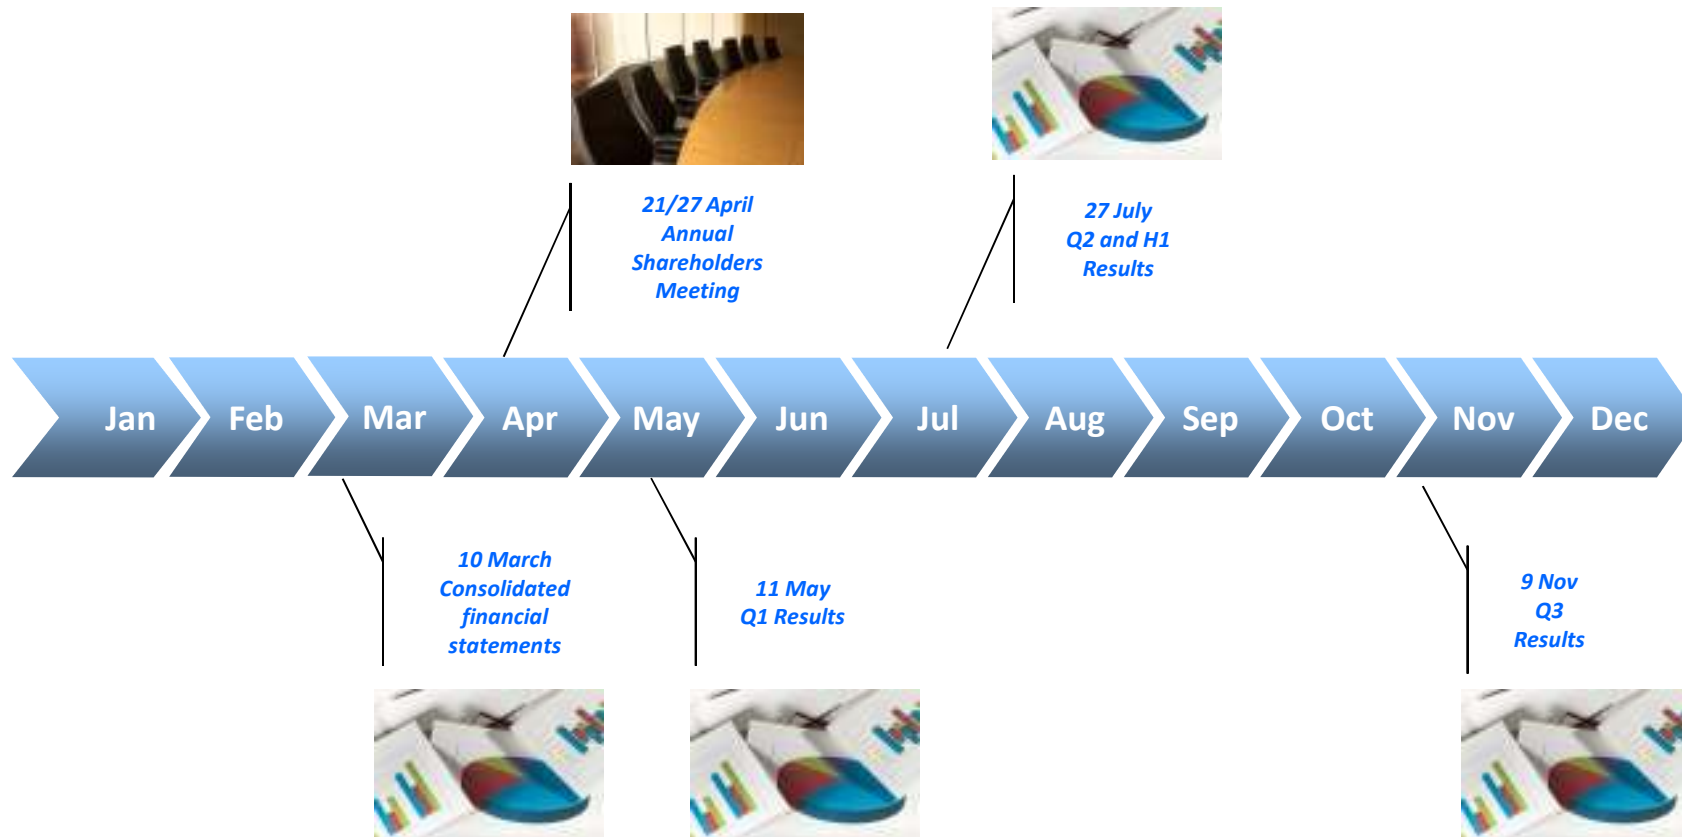 21/27 April
Annual
Shareholders
Meeting
27 July
Q2 and H1
Results
Jan
Feb
Mar
Apr
May
Jun
Jul
Aug
Sep
Oct
Nov
Dec
10 March
Consolidated
financial
statements
11 May
Q1 Results
9 Nov
Q3
Results